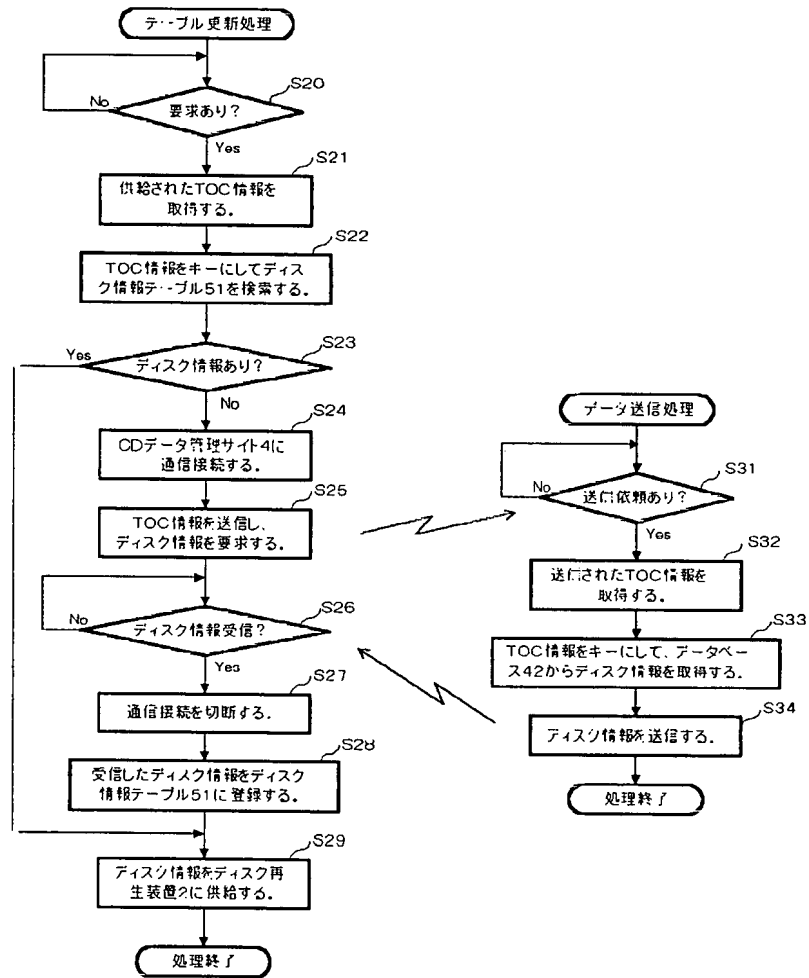 テーブル更新処理
S20
No
要求あり?
Yes
S21
供給されたTOC情報を
取得する。
S22
TOC情報をキーにしてディス
ク情報テーブル51を検索する。
S23
Yes
ディスク情報あり?
No
S24
CDデータ管理サイト4に
通信接続する。
S25
TOC情報を送信し、
ディスク情報を要求する。
S26
No
ディスク情報受信?
Yes
S27
通信接続を切断する。
S28
受信したディスク情報をディスク
情報テーブル51に登録する。
S29
ディスク情報をディスク再
生装置2に供給する。
処理終了
データ送信処理
S31
No
送信依頼あり?
Yes
S32
送信されたTOC情報を
取得する。
S33
TOC情報をキーにして、データベー
ス42からディスク情報を取得する。
S34
ディスク情報を送信する。
処理終了